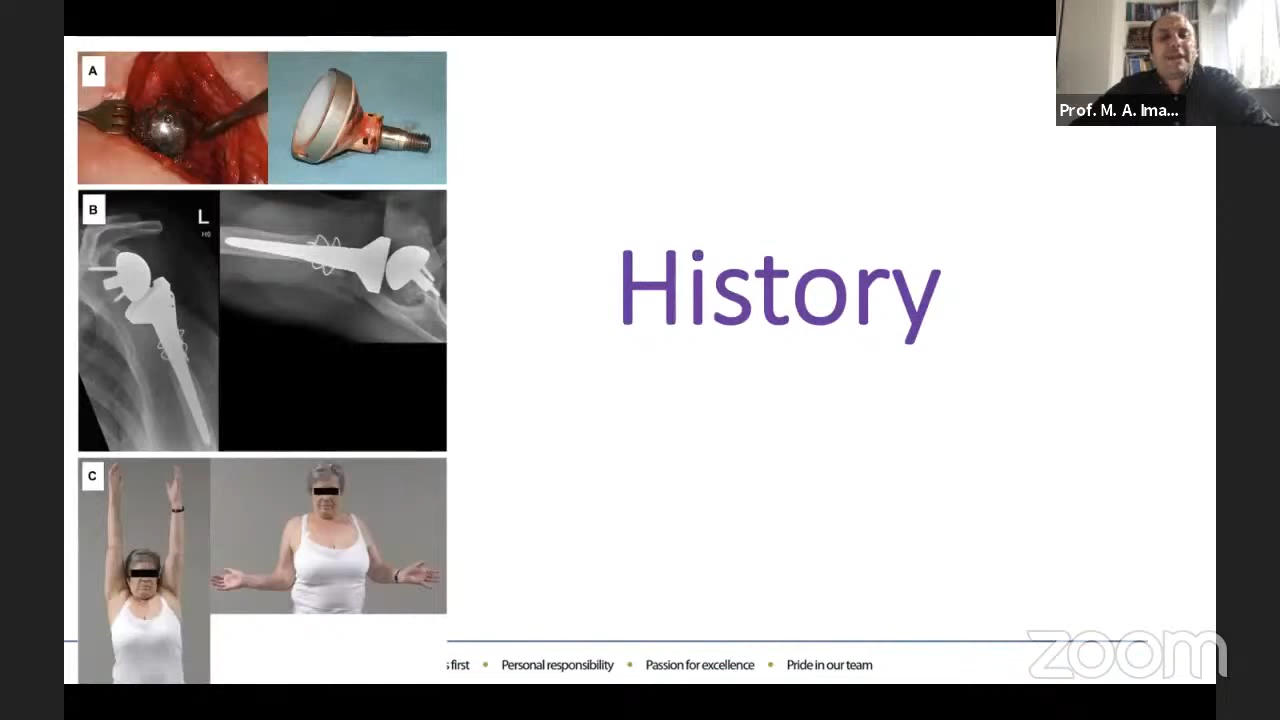 A
B
L
C
History
Prof. M. A. Ima...
first • Personal responsibility • Passion for excellence • Pride in our team
zoom